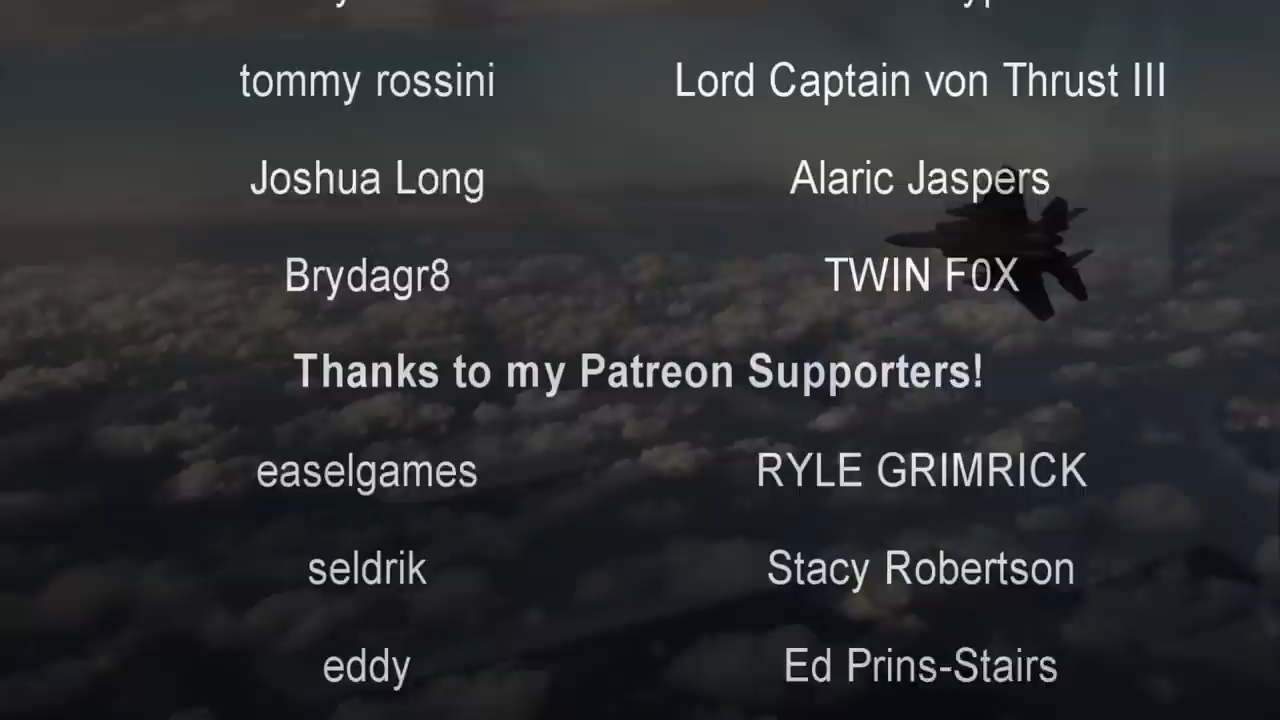 tommy rossini Lord Captain von Thrust III
Joshua Long Alaric Jaspers
Brydagr8 TWIN F0X
Thanks to my Patreon Supporters!
easelgames RYLE GRIMRICK
seldrik Stacy Robertson
eddy Ed Prins-Stairs